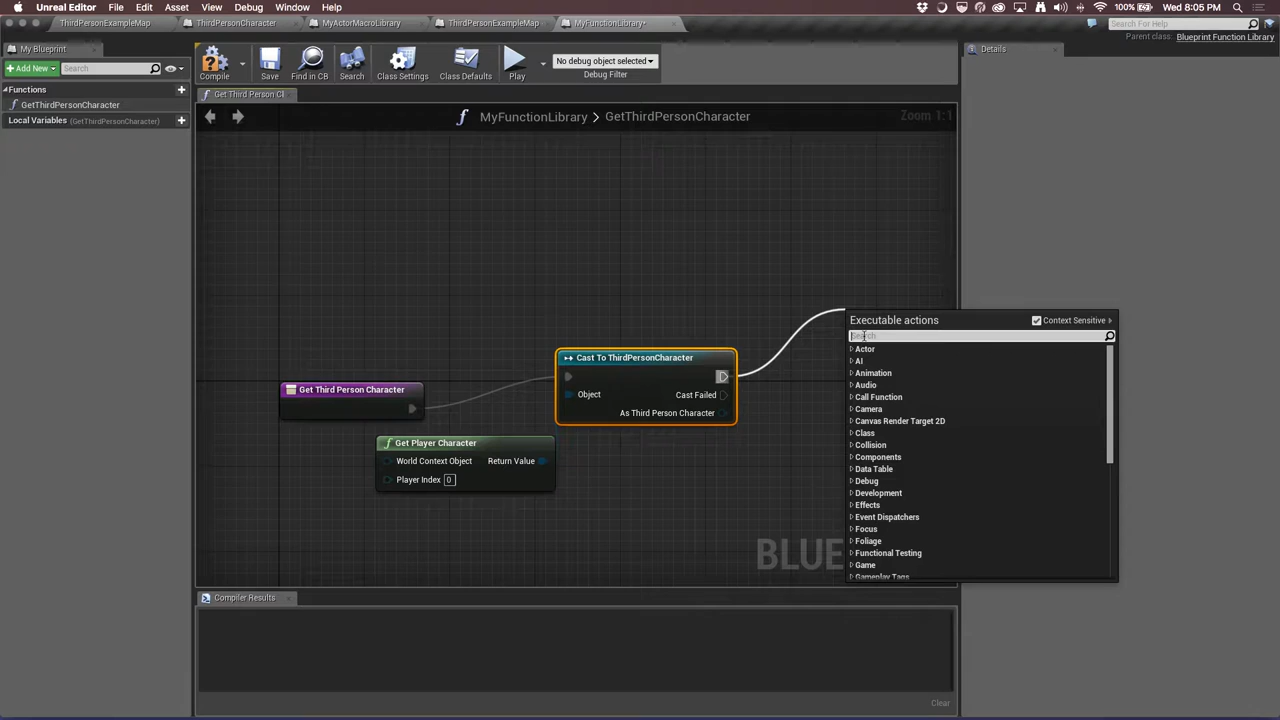 Unreal Editor File Edit Asset View Debug Window Help 100% Wed 8:05 PM
ThirdPersonExampleMap ThirdPersonCharacter MyActorMacroLibrary ThirdPersonExampleMap MyFunctionLibrary* Search For Help
Parent class: Blueprint Function Library
My Blueprint Details
Add New Search
Functions
GetThirdPersonCharacter
Local Variables (GetThirdPersonCharacter)
Compile Save Find in CB Search Class Settings Class Defaults Play
No debug object selected
Debug Filter
Get Third Person Cl
MyFunctionLibrary > GetThirdPersonCharacter Zoom 1:1
Get Third Person Character
Get Player Character
World Context Object Return Value
Player Index 0
Cast To ThirdPersonCharacter
Object Cast Failed
As Third Person Character
Executable actions Context Sensitive
Search
Actor
AI
Animation
Audio
Call Function
Camera
Canvas Render Target 2D
Class
Collision
Components
Data Table
Debug
Development
Effects
Event Dispatchers
Focus
Foliage
Functional Testing
Game
Gameplay Tags
BLUE
Compiler Results
Clear